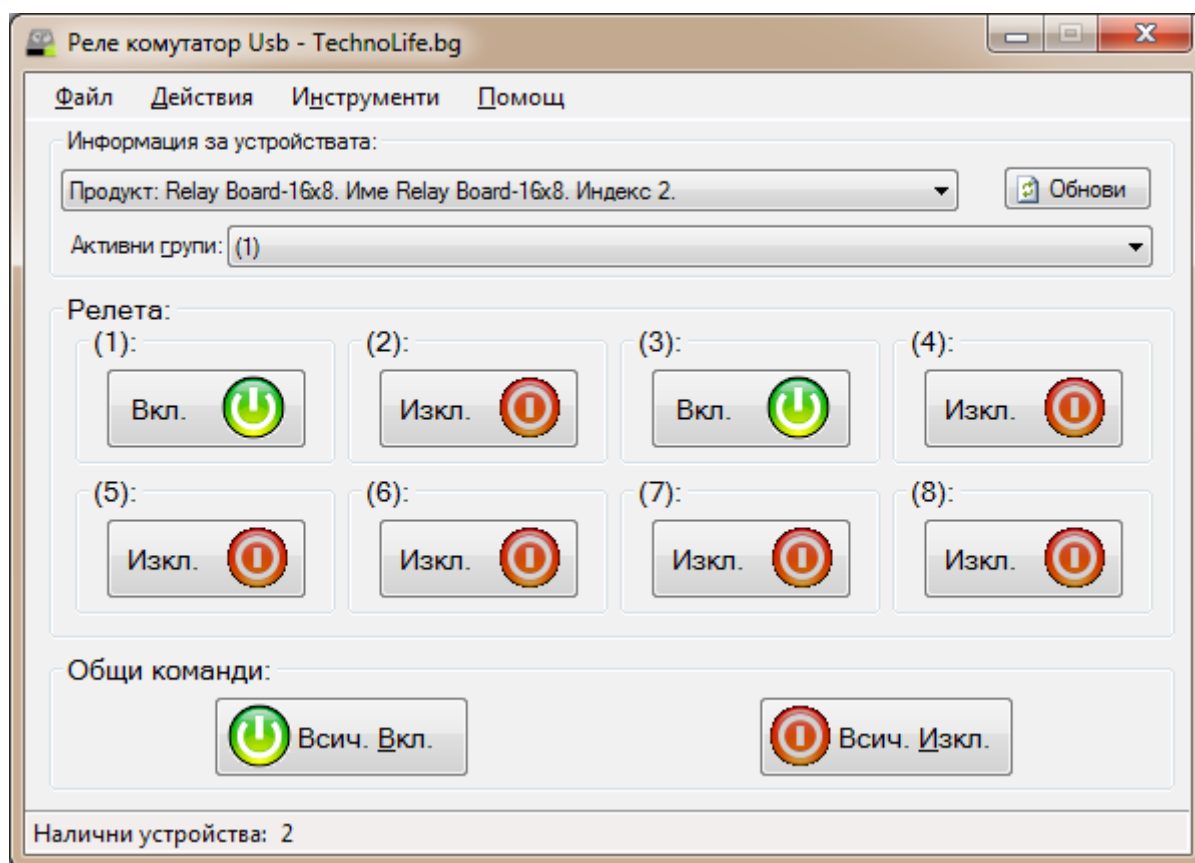 Реле комутатор Usb - TechnoLife.bg
Файл Действия Инструменти Помощ
Информация за устройствата:
Продукт: Relay Board-16x8. Име Relay Board-16x8. Индекс 2.
Обнови
Активни групи: (1)
Релета:
(1): (2): (3): (4):
Вкл. Изкл. Вкл. Изкл.
(5): (6): (7): (8):
Изкл. Изкл. Изкл. Изкл.
Общи команди:
Всич. Вкл. Всич. Изкл.
Налични устройства: 2